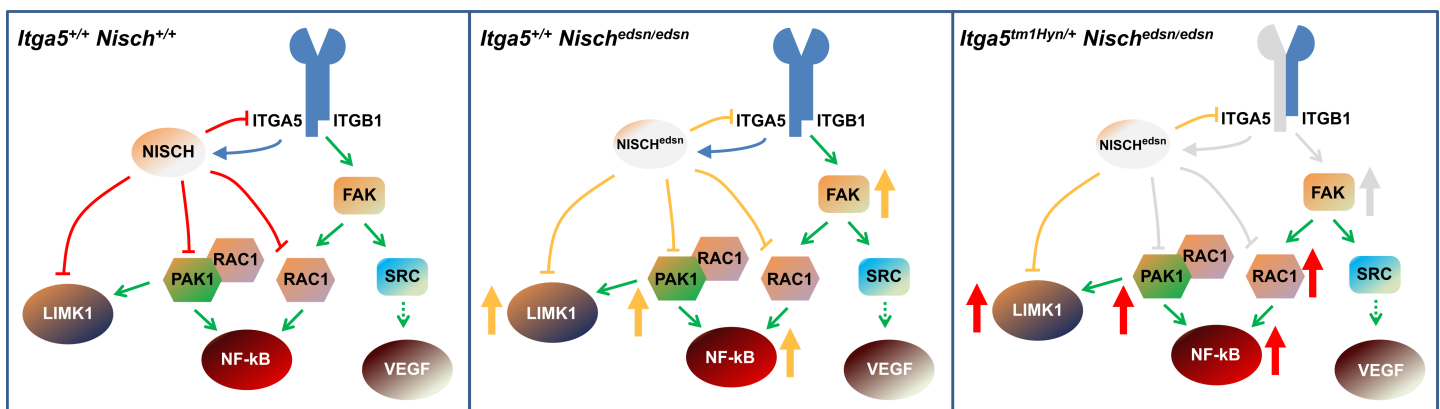 Itga5+/+ Nisch+/+
ITGA5
ITGB1
NISCH
FAK
RAC1
PAK1
RAC1
SRC
LIMK1
NF-kB
VEGF
Itga5+/+ Nischedsn/edsn
ITGA5
ITGB1
NISCHedsn
FAK
RAC1
PAK1
RAC1
SRC
LIMK1
NF-kB
VEGF
Itga5tm1Hyn/+ Nischedsn/edsn
ITGA5
ITGB1
NISCHedsn
FAK
RAC1
PAK1
RAC1
SRC
LIMK1
NF-kB
VEGF